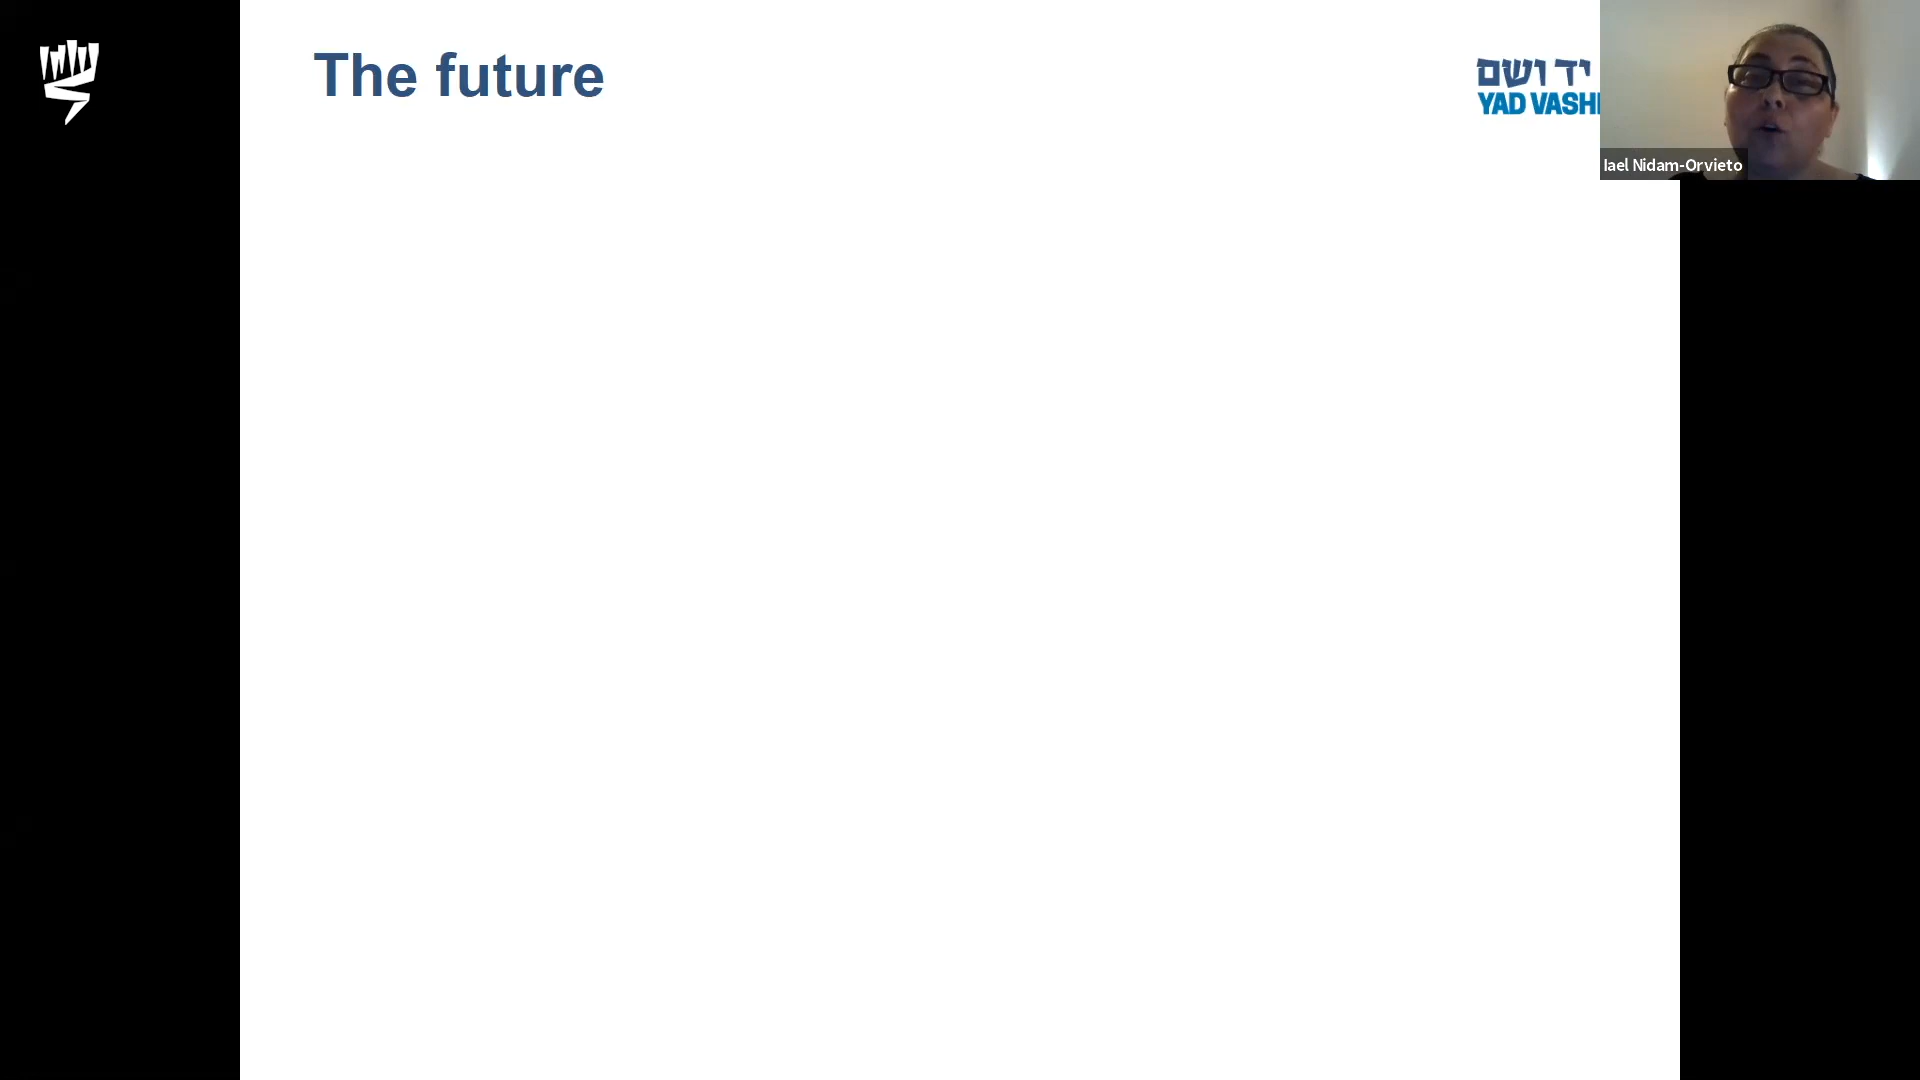 The future
יד ושם
YAD VASH
Iael Nidam-Orvieto